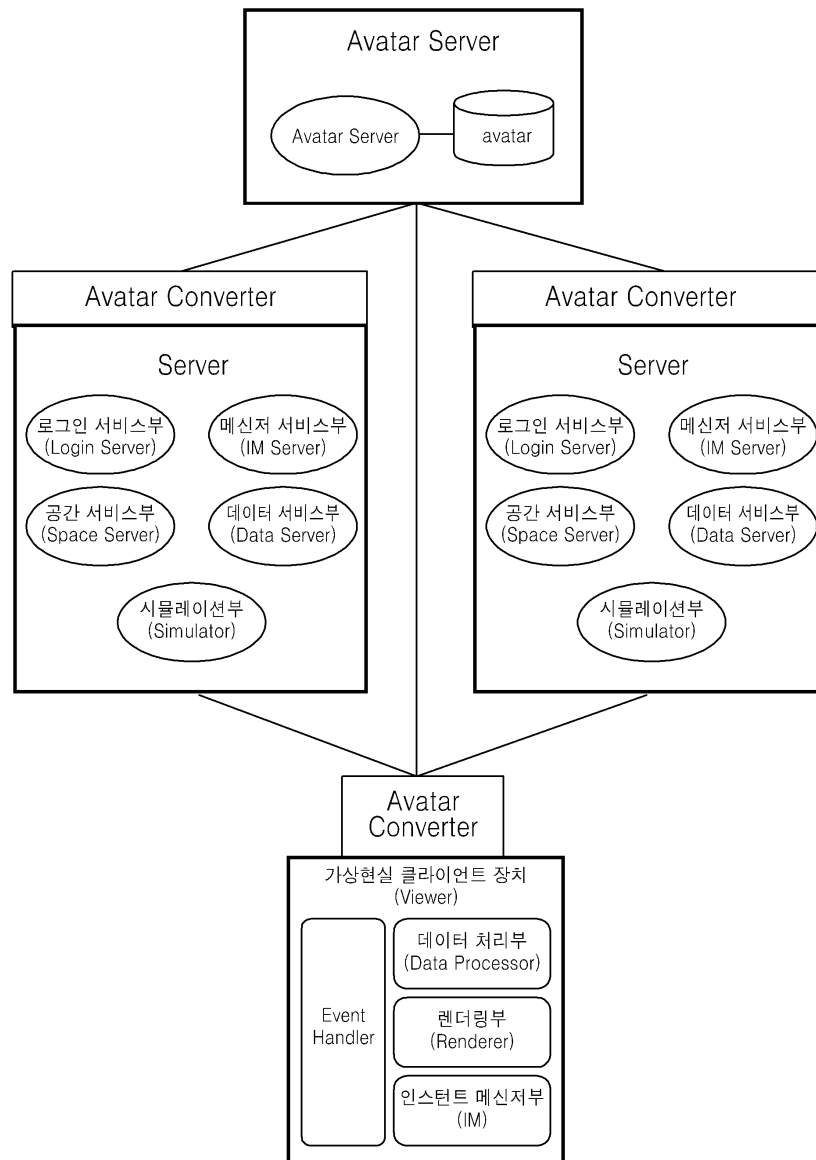 Avatar Server
Avatar Server
avatar
Avatar Converter
Server
로그인 서비스부
(Login Server)
메신저 서비스부
(IM Server)
공간 서비스부
(Space Server)
데이터 서비스부
(Data Server)
시뮬레이션부
(Simulator)
Avatar Converter
Server
로그인 서비스부
(Login Server)
메신저 서비스부
(IM Server)
공간 서비스부
(Space Server)
데이터 서비스부
(Data Server)
시뮬레이션부
(Simulator)
Avatar
Converter
가상현실 클라이언트 장치
(Viewer)
Event
Handler
데이터 처리부
(Data Processor)
렌더링부
(Renderer)
인스턴트 메신저부
(IM)